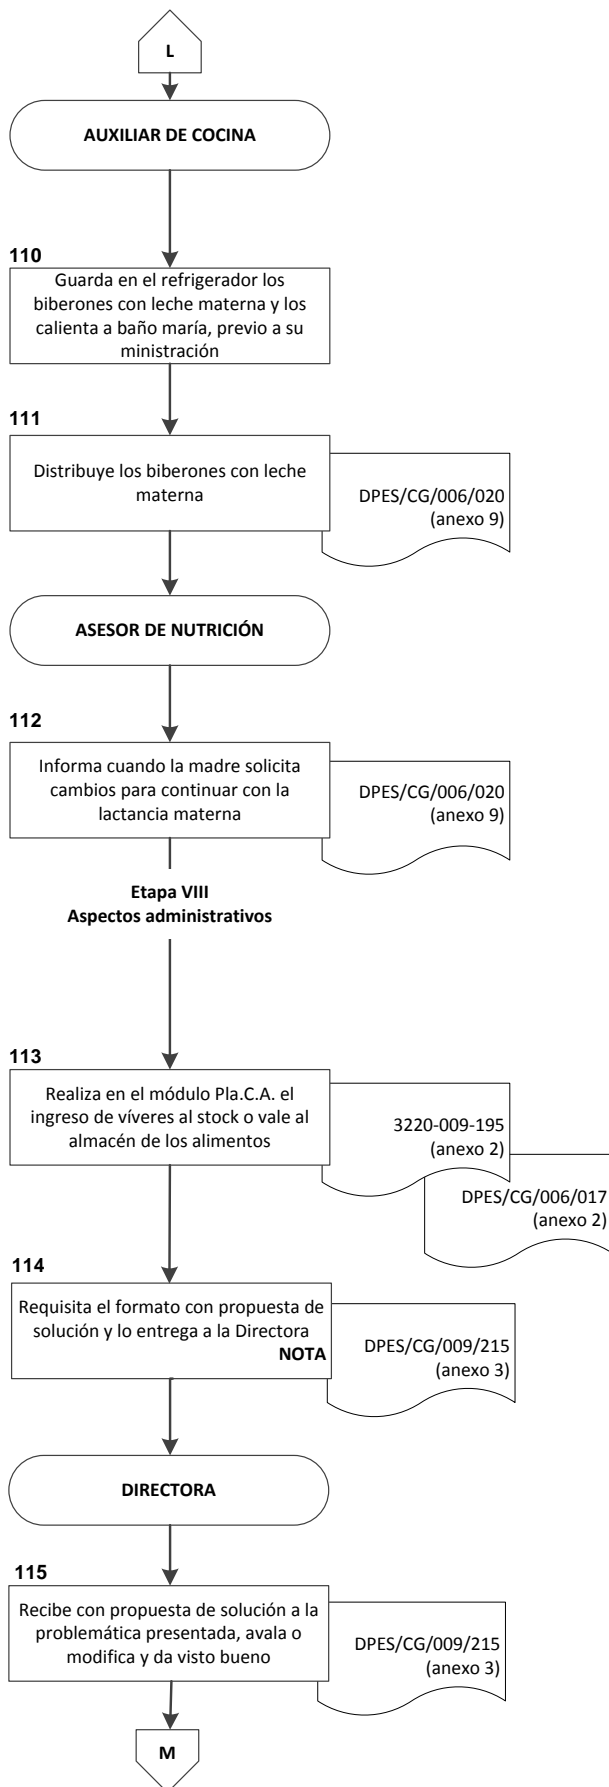 L
AUXILIAR DE COCINA
110
Guarda en el refrigerador los
biberones con leche materna y los
calienta a baño maría, previo a su
ministración
111
Distribuye los biberones con leche
materna
DPES/CG/006/020
(anexo 9)
ASESOR DE NUTRICIÓN
112
Informa cuando la madre solicita
cambios para continuar con la
lactancia materna
DPES/CG/006/020
(anexo 9)
Etapa VIII
Aspectos administrativos
113
Realiza en el módulo Pla.C.A. el
ingreso de víveres al stock o vale al
almacén de los alimentos
3220-009-195
(anexo 2)
DPES/CG/006/017
(anexo 2)
114
Requisita el formato con propuesta de
solución y lo entrega a la Directora
NOTA
DPES/CG/009/215
(anexo 3)
DIRECTORA
115
Recibe con propuesta de solución a la
problemática presentada, avala o
modifica y da visto bueno
DPES/CG/009/215
(anexo 3)
M